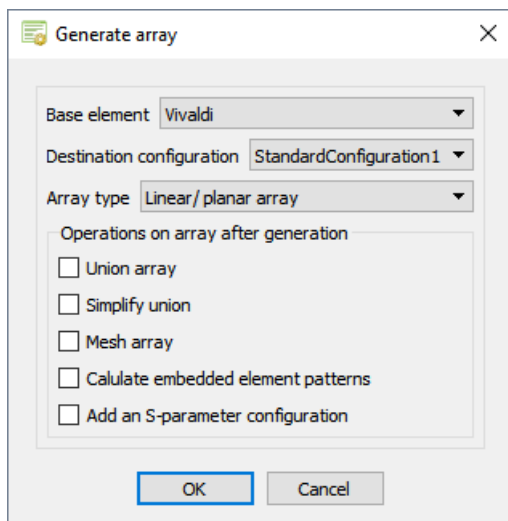 Generate array
Base element Vivaldi
Destination configuration StandardConfiguration1
Array type Linear/ planar array
Operations on array after generation
Union array
Simplify union
Mesh array
Calulate embedded element patterns
Add an S-parameter configuration
OK Cancel